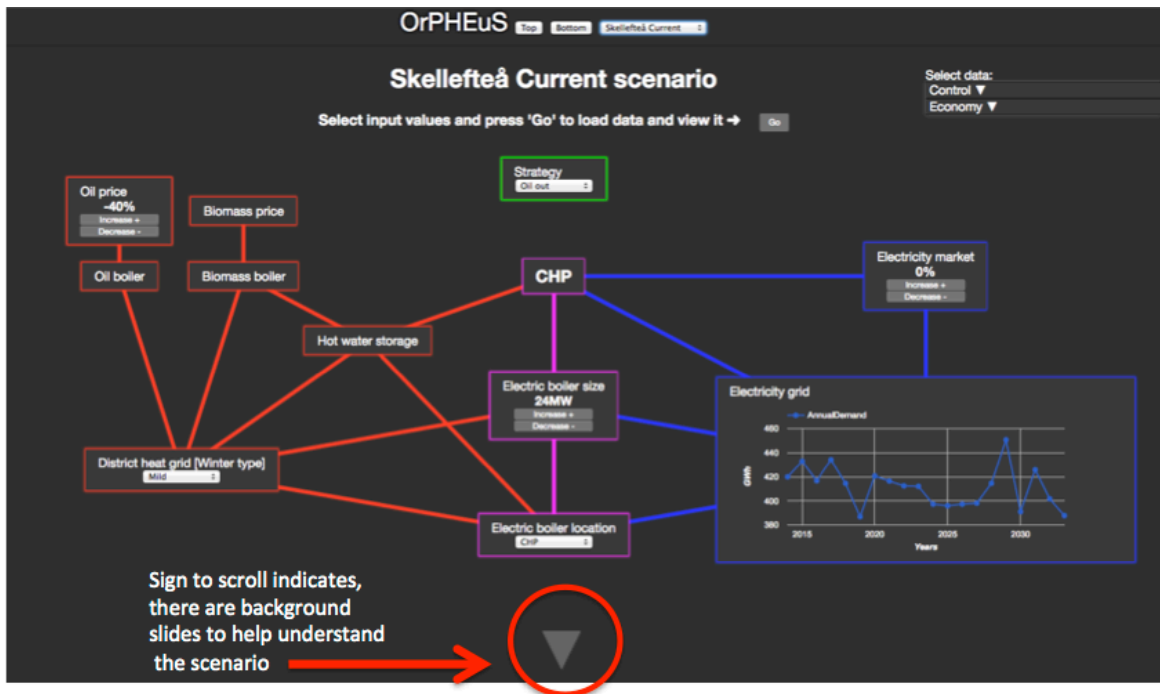 OrPHEuS Top Bottom Skellefteå Current
Skellefteå Current scenario
Select input values and press 'Go' to load data and view it ➔ Go
Select data:
Control ▼
Economy ▼
Strategy
Oil out
Oil price
-40%
Increase +
Decrease -
Biomass price
Oil boiler
Biomass boiler
CHP
Electricity market
0%
Increase +
Decrease -
Hot water storage
Electric boiler size
24MW
Increase +
Decrease -
Electricity grid
AnnualDemand
GWh
460
440
420
400
380
2015 2020 2025 2030
Years
District heat grid [Winter type]
Mild
Electric boiler location
CHP
Sign to scroll indicates,
there are background
slides to help understand
the scenario